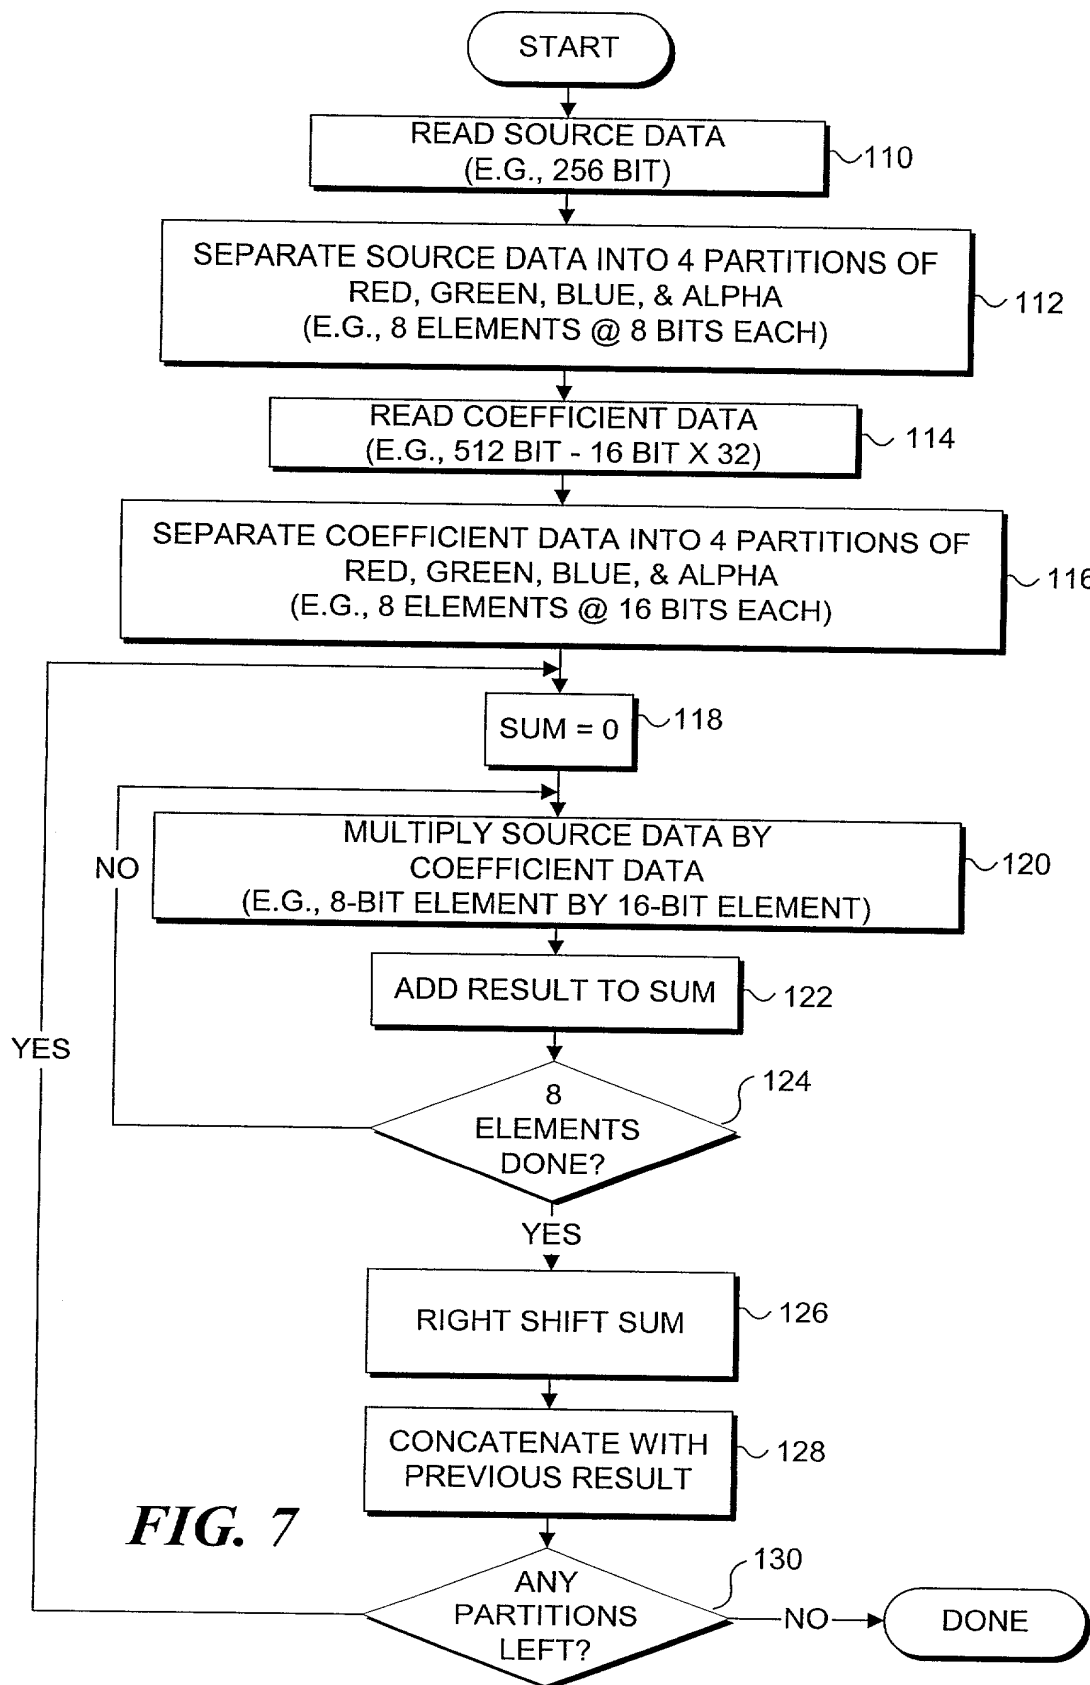 START
READ SOURCE DATA
(E.G., 256 BIT)
110
SEPARATE SOURCE DATA INTO 4 PARTITIONS OF
RED, GREEN, BLUE, & ALPHA
(E.G., 8 ELEMENTS @ 8 BITS EACH)
112
READ COEFFICIENT DATA
(E.G., 512 BIT - 16 BIT X 32)
114
SEPARATE COEFFICIENT DATA INTO 4 PARTITIONS OF
RED, GREEN, BLUE, & ALPHA
(E.G., 8 ELEMENTS @ 16 BITS EACH)
116
SUM = 0
118
MULTIPLY SOURCE DATA BY
COEFFICIENT DATA
(E.G., 8-BIT ELEMENT BY 16-BIT ELEMENT)
120
NO
ADD RESULT TO SUM
122
YES
8
ELEMENTS
DONE?
124
YES
RIGHT SHIFT SUM
126
CONCATENATE WITH
PREVIOUS RESULT
128
FIG. 7
ANY
PARTITIONS
LEFT?
130
NO
DONE